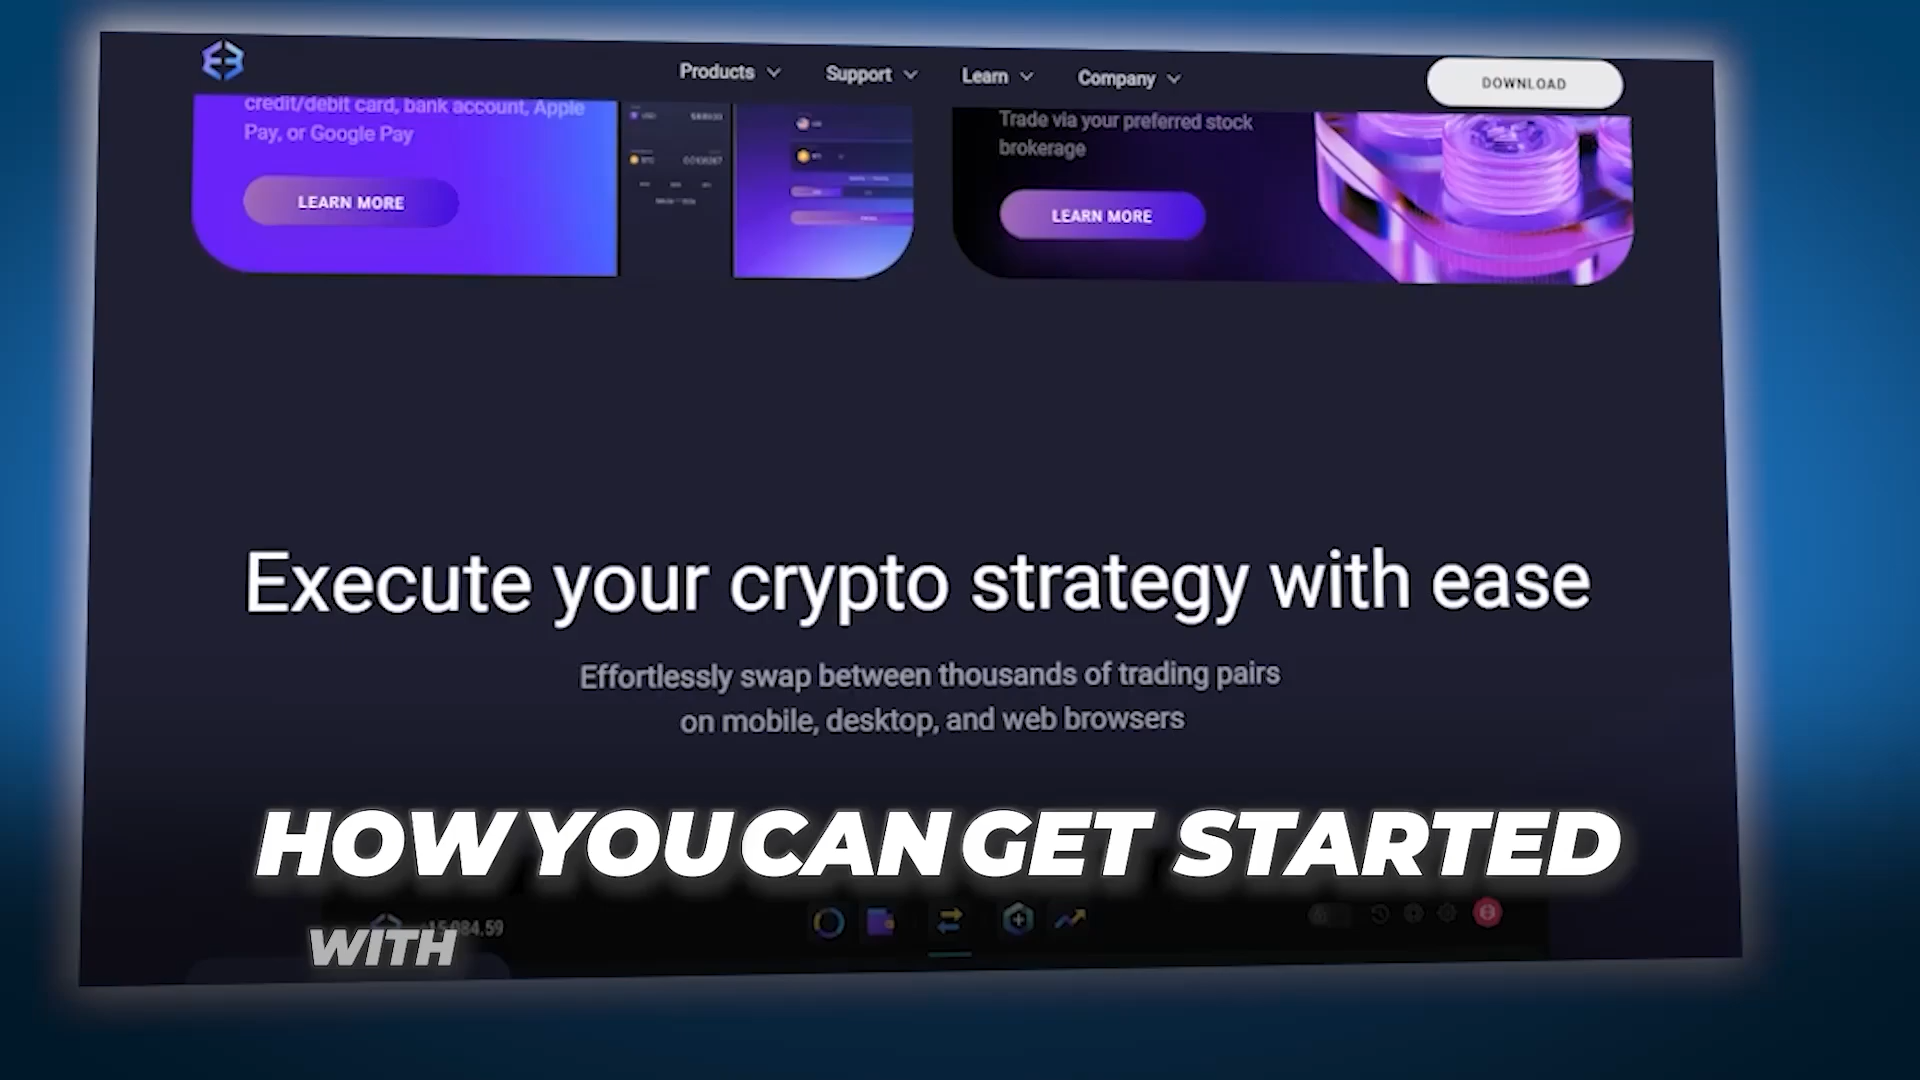 Products
Support
Learn
Company
DOWNLOAD
credit/debit card, bank account, Apple
Pay, or Google Pay
LEARN MORE
Trade via your preferred stock
brokerage
LEARN MORE
Execute your crypto strategy with ease
Effortlessly swap between thousands of trading pairs
on mobile, desktop, and web browsers
HOW YOU CAN GET STARTED
WITH